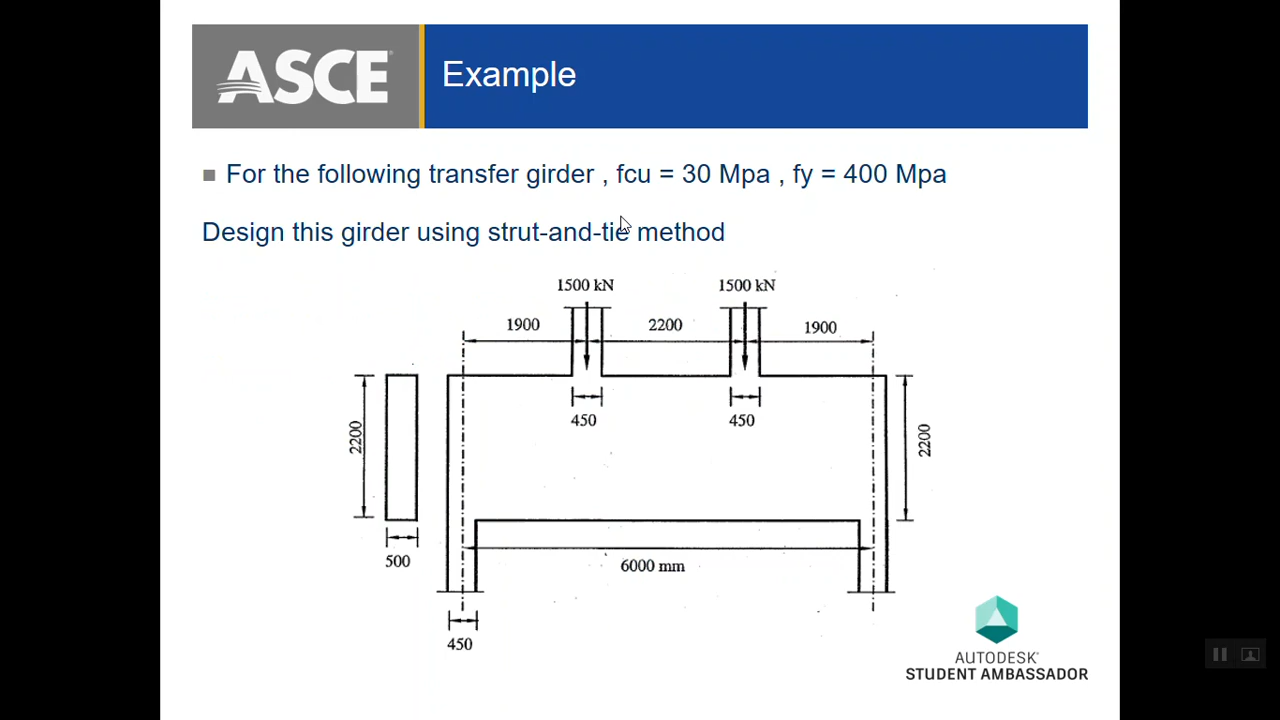 ASCE
Example
For the following transfer girder , fcu = 30 Mpa , fy = 400 Mpa
Design this girder using strut-and-tie method
1500 kN 1500 kN
1900 2200 1900
450 450
2200 2200
500
6000 mm
450
AUTODESK®
STUDENT AMBASSADOR